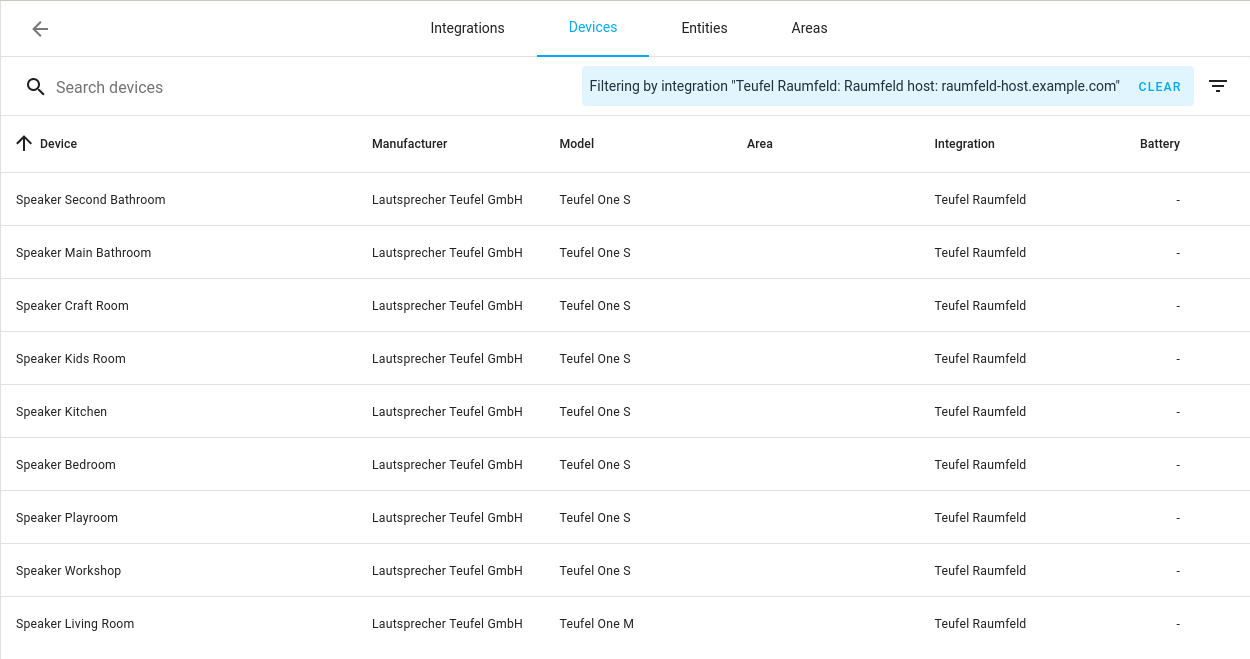 Integrations Devices Entities Areas
Search devices Filtering by integration "Teufel Raumfeld: Raumfeld host: raumfeld-host.example.com" CLEAR
Device Manufacturer Model Area Integration Battery
Speaker Second Bathroom Lautsprecher Teufel GmbH Teufel One S Teufel Raumfeld -
Speaker Main Bathroom Lautsprecher Teufel GmbH Teufel One S Teufel Raumfeld -
Speaker Craft Room Lautsprecher Teufel GmbH Teufel One S Teufel Raumfeld -
Speaker Kids Room Lautsprecher Teufel GmbH Teufel One S Teufel Raumfeld -
Speaker Kitchen Lautsprecher Teufel GmbH Teufel One S Teufel Raumfeld -
Speaker Bedroom Lautsprecher Teufel GmbH Teufel One S Teufel Raumfeld -
Speaker Playroom Lautsprecher Teufel GmbH Teufel One S Teufel Raumfeld -
Speaker Workshop Lautsprecher Teufel GmbH Teufel One S Teufel Raumfeld -
Speaker Living Room Lautsprecher Teufel GmbH Teufel One M Teufel Raumfeld -